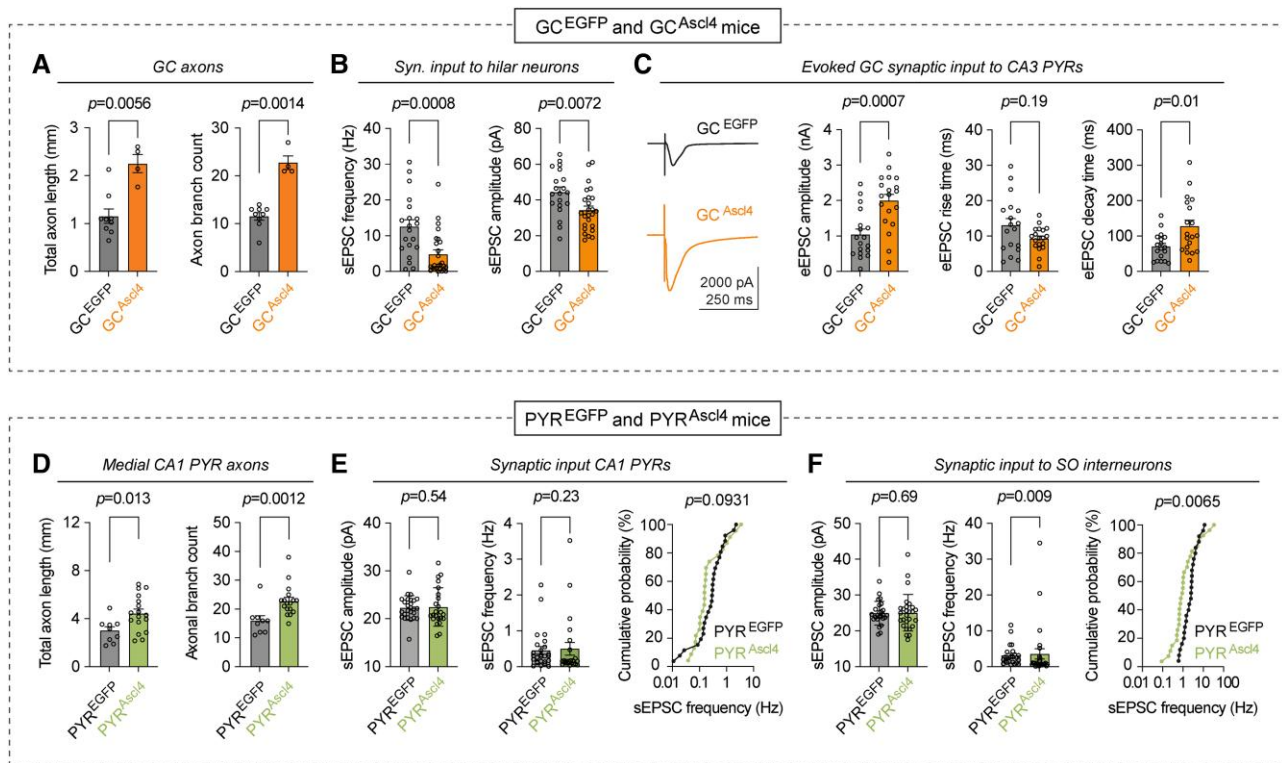 GC EGFP and GC Ascl4 mice
A GC axons
p=0.0056
Total axon length (mm)
3
2
1
0
GC EGFP
GC Ascl4
p=0.0014
Axon branch count
30
20
10
0
GC EGFP
GC Ascl4
B Syn. input to hilar neurons
p=0.0008
sEPSC frequency (Hz)
40
30
20
10
0
GC EGFP
GC Ascl4
p=0.0072
sEPSC amplitude (pA)
80
60
40
20
0
GC EGFP
GC Ascl4
C Evoked GC synaptic input to CA3 PYRs
GC EGFP
GC Ascl4
2000 pA
250 ms
p=0.0007
eEPSC amplitude (nA)
4
3
2
1
0
GC EGFP
GC Ascl4
p=0.19
eEPSC rise time (ms)
40
30
20
10
0
GC EGFP
GC Ascl4
p=0.01
eEPSC decay time (ms)
400
300
200
100
0
GC EGFP
GC Ascl4
PYR EGFP and PYR Ascl4 mice
D Medial CA1 PYR axons
p=0.013
Total axon length (mm)
12
8
4
0
PYR EGFP
PYR Ascl4
p=0.0012
Axonal branch count
50
40
30
20
10
0
PYR EGFP
PYR Ascl4
E Synaptic input CA1 PYRs
p=0.54
sEPSC amplitude (pA)
40
30
20
10
PYR EGFP
PYR Ascl4
p=0.23
sEPSC frequency (Hz)
4
3
2
1
0
PYR EGFP
PYR Ascl4
p=0.0931
Cumulative probability (%)
100
80
60
40
20
0
PYR EGFP
PYR Ascl4
0.01 0.1 1 10
sEPSC frequency (Hz)
F Synaptic input to SO interneurons
p=0.69
sEPSC amplitude (pA)
50
40
30
20
10
PYR EGFP
PYR Ascl4
p=0.009
sEPSC frequency (Hz)
40
30
20
10
0
PYR EGFP
PYR Ascl4
p=0.0065
Cumulative probability (%)
100
80
60
40
20
0
PYR EGFP
PYR Ascl4
0.01 0.1 1 10 100
sEPSC frequency (Hz)